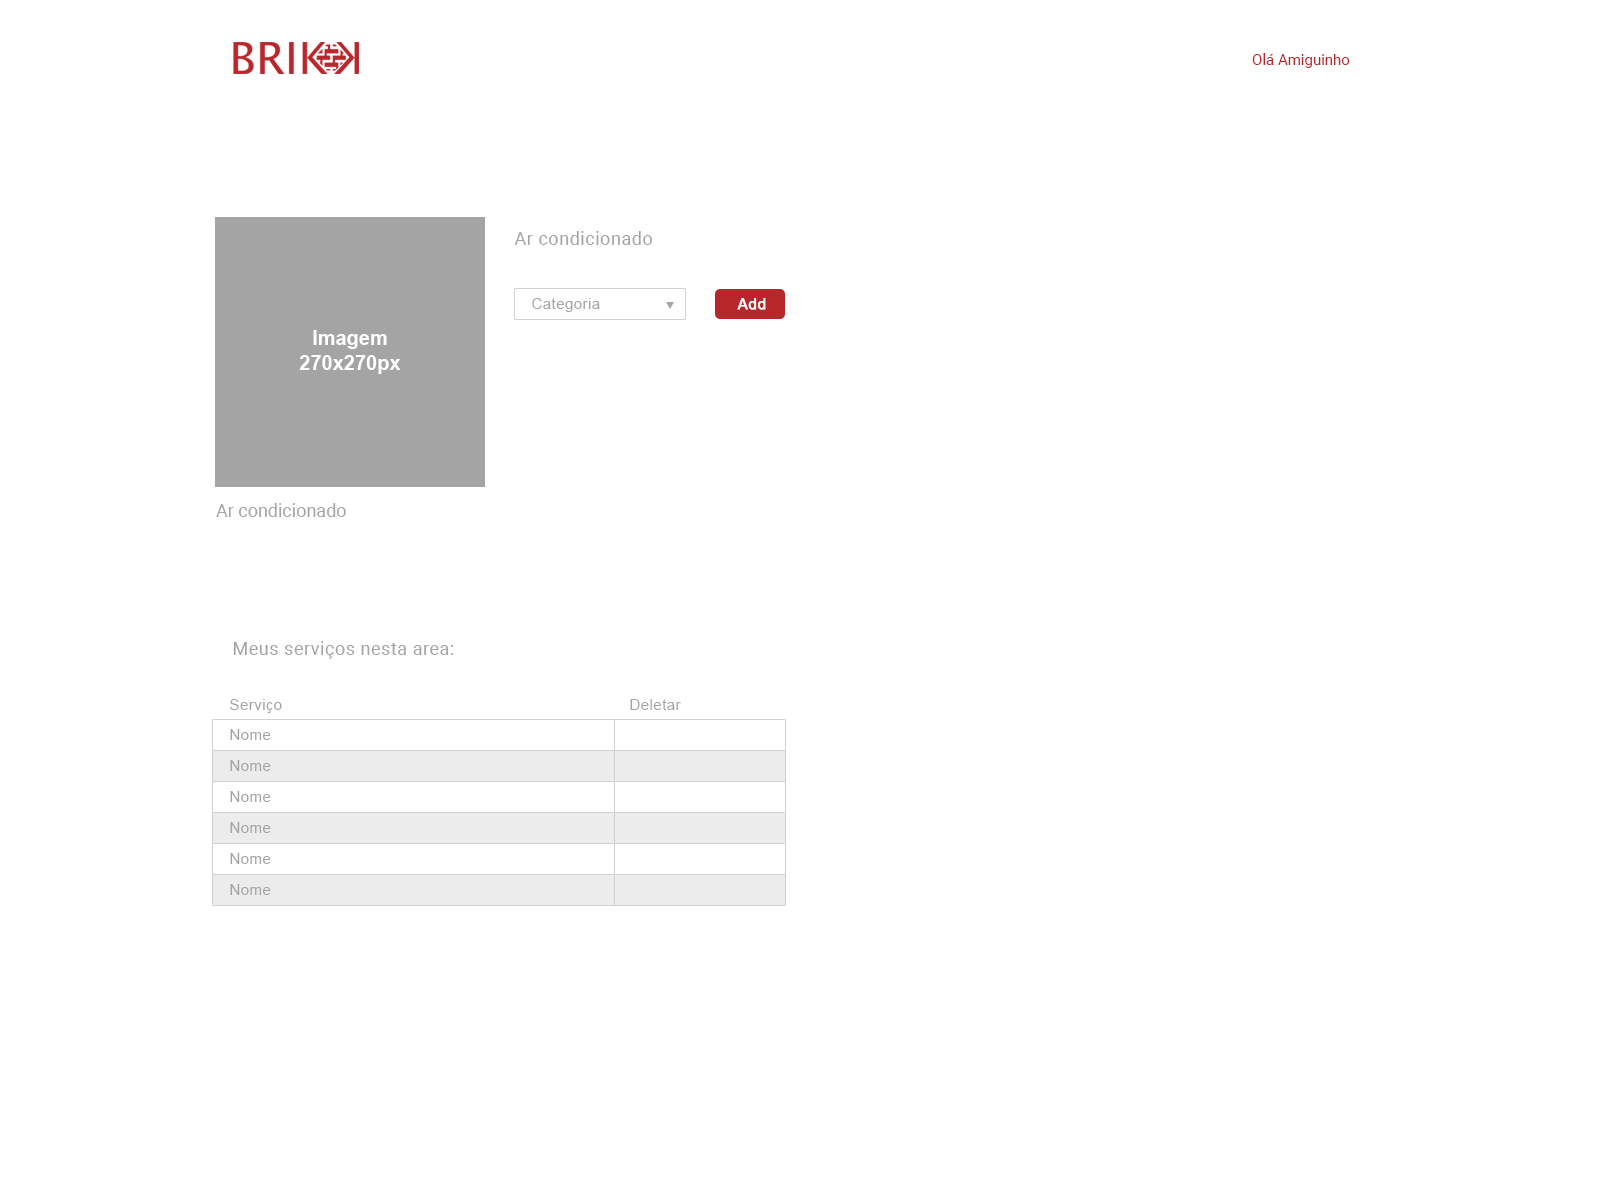 BRIKK
Olá Amiguinho
Imagem
270x270px
Ar condicionado
Categoria
Add
Ar condicionado
Meus serviços nesta area:
Serviço Deletar
Nome
Nome
Nome
Nome
Nome
Nome